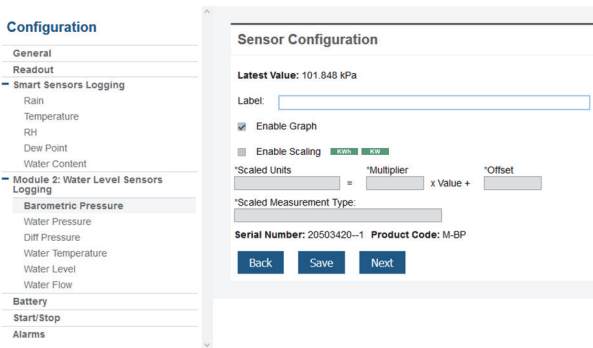 Configuration
General
Readout
Smart Sensors Logging
Rain
Temperature
RH
Dew Point
Water Content
Module 2: Water Level Sensors
Logging
Barometric Pressure
Water Pressure
Diff Pressure
Water Temperature
Water Level
Water Flow
Battery
Start/Stop
Alarms
Sensor Configuration
Latest Value: 101.848 kPa
Label:
Enable Graph
Enable Scaling KWh KW
*Scaled Units *Multiplier *Offset
= x Value +
*Scaled Measurement Type:
Serial Number: 20503420--1 Product Code: M-BP
Back Save Next